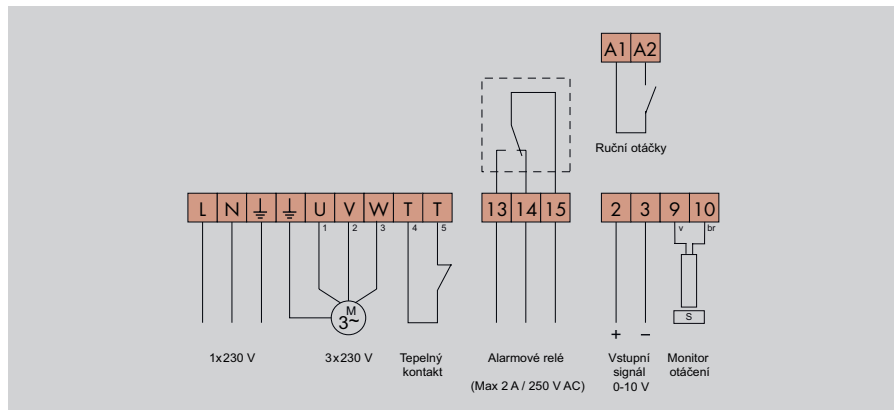 A1 A2
Ruční otáčky
L N U V W T T
13 14 15
2 3 9 10
1 2 3 4 5
v br
M
3~
S
+ –
1x230 V
3x230 V
Tepelný
kontakt
Alarmové relé
(Max 2 A / 250 V AC)
Vstupní
signál
0-10 V
Monitor
otáčení